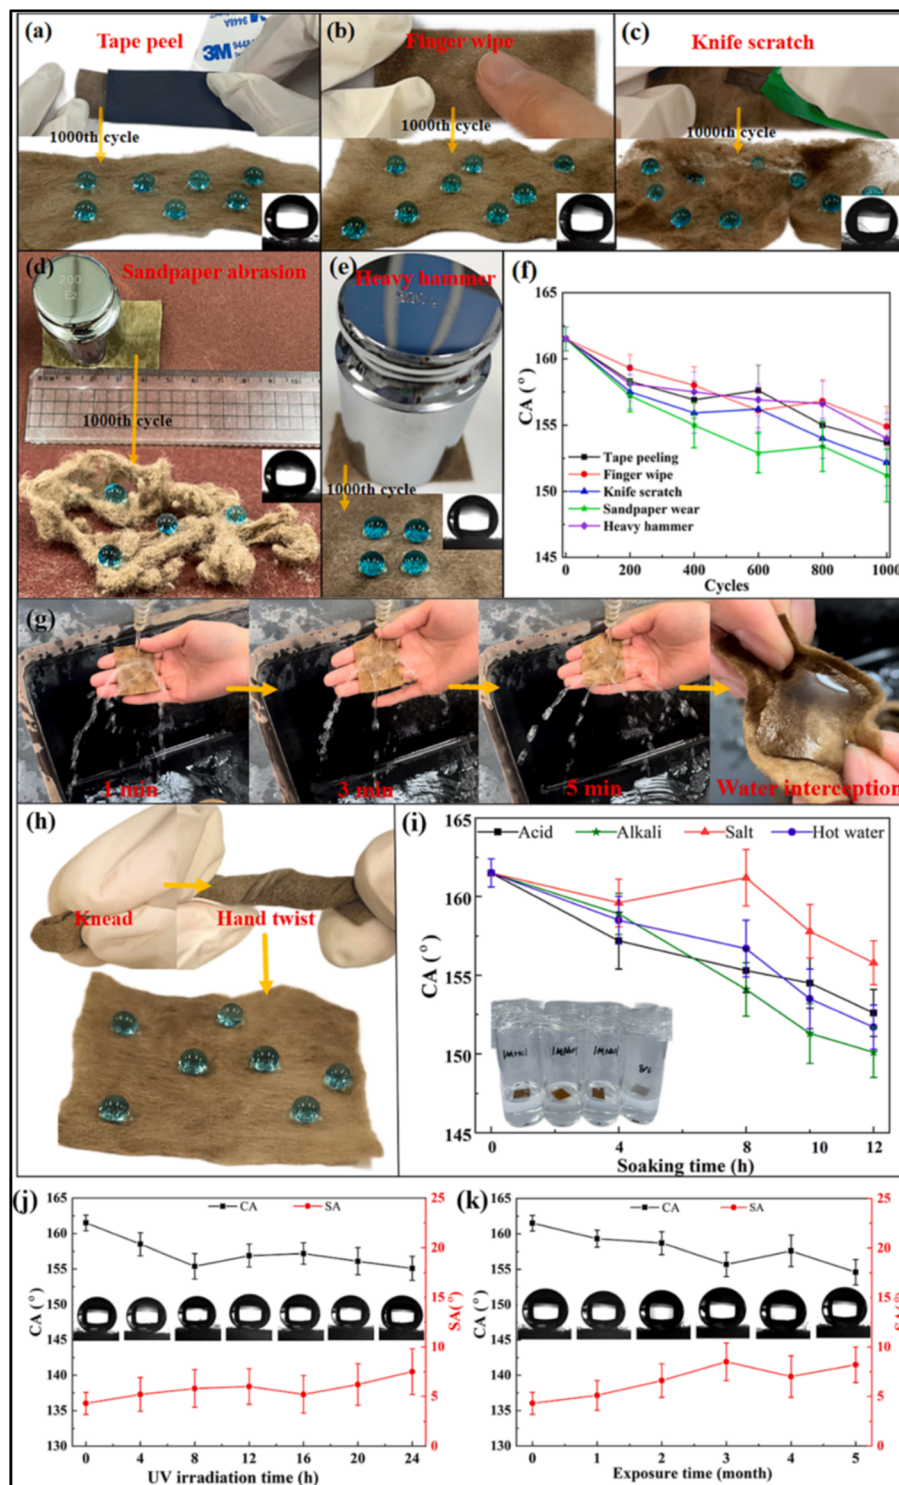 (a)
Tape peel
9448A
3M
1000th cycle
(b)
Finger wipe
1000th cycle
(c)
Knife scratch
1000th cycle
(d)
Sandpaper abrasion
200
E2
1000th cycle
(e)
Heavy hammer
1000th cycle
(f)
165
160
155
150
145
CA (°)
Tape peeling
Finger wipe
Knife scratch
Sandpaper wear
Heavy hammer
0 200 400 600 800 1000
Cycles
(g)
1 min
3 min
5 min
Water interception
(h)
Knead
Hand twist
(i)
Acid Alkali Salt Hot water
165
160
155
150
145
CA (°)
0 4 8 10 12
Soaking time (h)
(j)
CA SA
165
160
155
150
145
140
135
130
CA (°)
25
20
15
10
5
0
SA(°)
0 4 8 12 16 20 24
UV irradiation time (h)
(k)
CA SA
165
160
155
150
145
140
135
130
CA (°)
25
20
15
10
5
0
0 1 2 3 4 5
Exposure time (month)